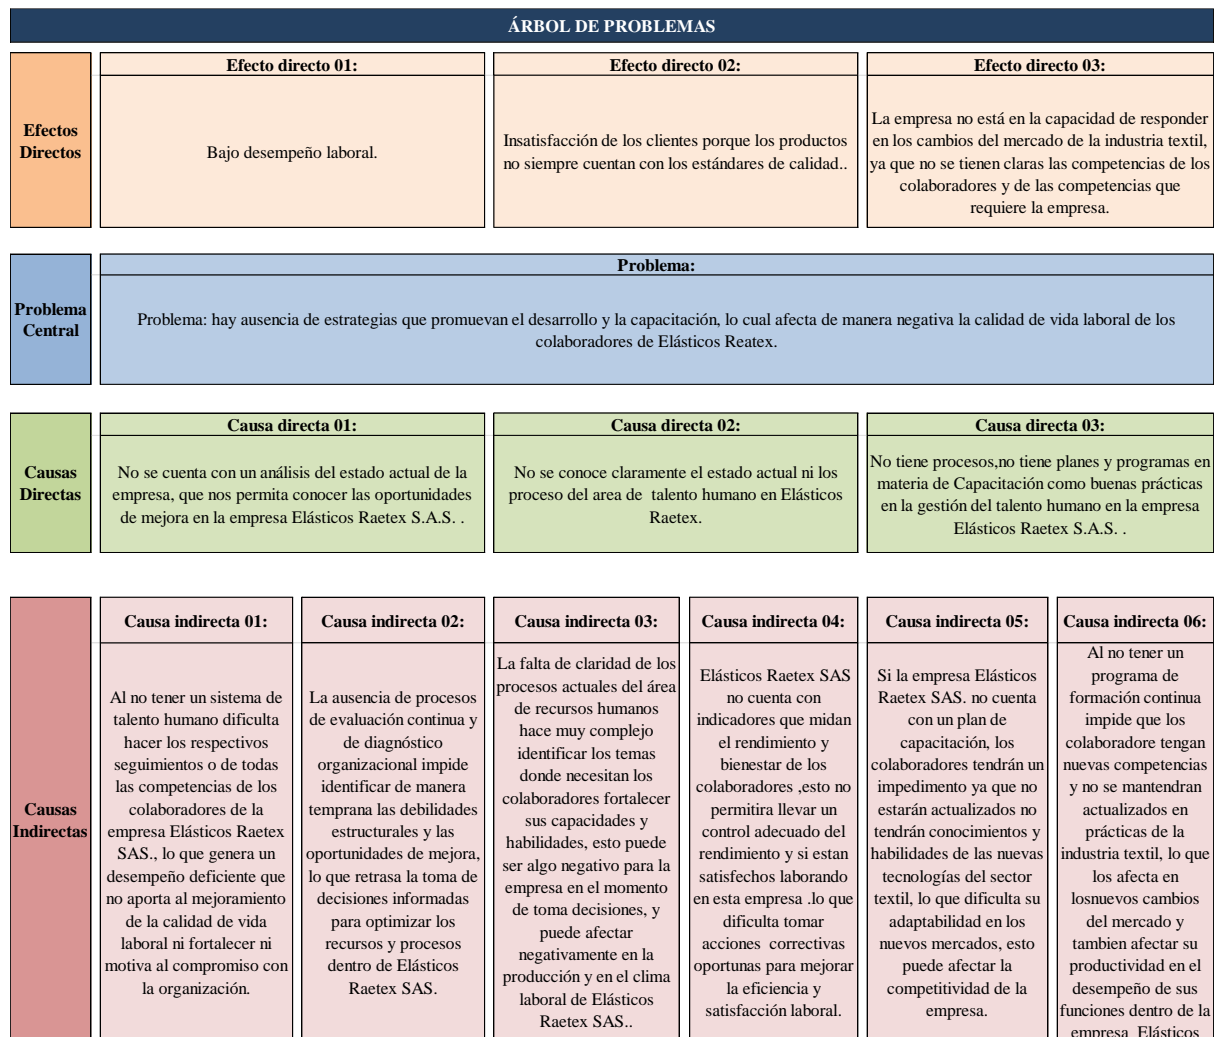 ÁRBOL DE PROBLEMAS
Efectos
Directos
Efecto directo 01:
Bajo desempeño laboral.
Efecto directo 02:
Insatisfacción de los clientes porque los productos
no siempre cuentan con los estándares de calidad..
Efecto directo 03:
La empresa no está en la capacidad de responder
en los cambios del mercado de la industria textil,
ya que no se tienen claras las competencias de los
colaboradores y de las competencias que
requiere la empresa.
Problema
Central
Problema:
Problema: hay ausencia de estrategias que promuevan el desarrollo y la capacitación, lo cual afecta de manera negativa la calidad de vida laboral de los
colaboradores de Elásticos Reatex.
Causas
Directas
Causa directa 01:
No se cuenta con un análisis del estado actual de la
empresa, que nos permita conocer las oportunidades
de mejora en la empresa Elásticos Raetex S.A.S. .
Causa directa 02:
No se conoce claramente el estado actual ni los
proceso del area de  talento humano en Elásticos
Raetex.
Causa directa 03:
No tiene procesos,no tiene planes y programas en
materia de Capacitación como buenas prácticas
en la gestión del talento humano en la empresa
Elásticos Raetex S.A.S. .
Causas
Indirectas
Causa indirecta 01:
Al no tener un sistema de
talento humano dificulta
hacer los respectivos
seguimientos o de todas
las competencias de los
colaboradores de la
empresa Elásticos Raetex
SAS., lo que genera un
desempeño deficiente que
no aporta al mejoramiento
de la calidad de vida
laboral ni fortalecer ni
motiva al compromiso con
la organización.
Causa indirecta 02:
La ausencia de procesos
de evaluación continua y
de diagnóstico
organizacional impide
identificar de manera
temprana las debilidades
estructurales y las
oportunidades de mejora,
lo que retrasa la toma de
decisiones informadas
para optimizar los
recursos y procesos
dentro de Elásticos
Raetex SAS.
Causa indirecta 03:
La falta de claridad de los
procesos actuales del área
de recursos humanos
hace muy complejo
identificar los temas
donde necesitan los
colaboradores fortalecer
sus capacidades y
habilidades, esto puede
ser algo negativo para la
empresa en el momento
de toma decisiones, y
puede afectar
negativamente en la
producción y en el clima
laboral de Elásticos
Raetex SAS..
Causa indirecta 04:
Elásticos Raetex SAS
no cuenta con
indicadores que midan
el rendimiento y
bienestar de los
colaboradores ,esto no
permitira llevar un
control adecuado del
rendimiento y si estan
satisfechos laborando
en esta empresa .lo que
dificulta tomar
acciones  correctivas
oportunas para mejorar
la eficiencia y
satisfacción laboral.
Causa indirecta 05:
Si la empresa Elásticos
Raetex SAS. no cuenta
con un plan de
capacitación, los
colaboradores tendrán un
impedimento ya que no
estarán actualizados no
tendrán conocimientos y
habilidades de las nuevas
tecnologías del sector
textil, lo que dificulta su
adaptabilidad en los
nuevos mercados, esto
puede afectar la
competitividad de la
empresa.
Causa indirecta 06:
Al no tener un
programa de
formación continua
impide que los
colaboradore tengan
nuevas competencias
y no se mantendran
actualizados en
prácticas de la
industria textil, lo que
los afecta en
losnuevos cambios
del mercado y
tambien afectar su
productividad en el
desempeño de sus
funciones dentro de la
empresa  Elásticos